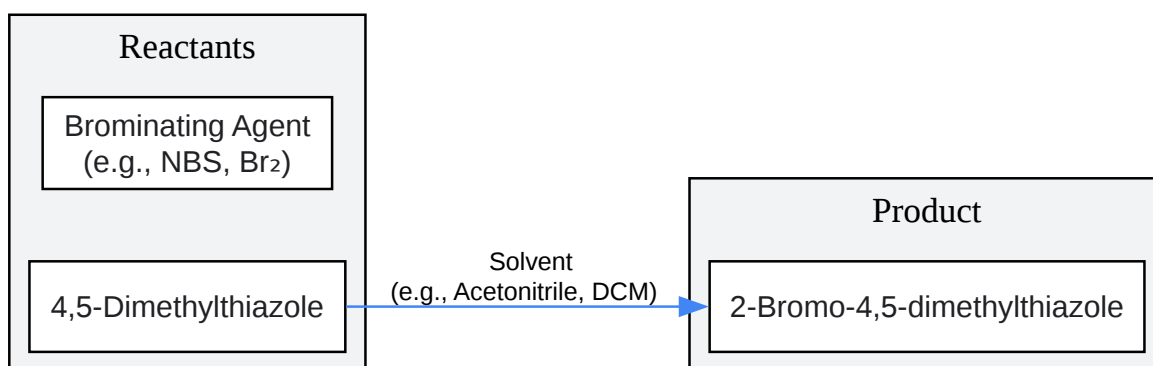 Reactants
Brominating Agent
(e.g., NBS, Br₂)
4,5-Dimethylthiazole
Solvent
(e.g., Acetonitrile, DCM)
Product
2-Bromo-4,5-dimethylthiazole